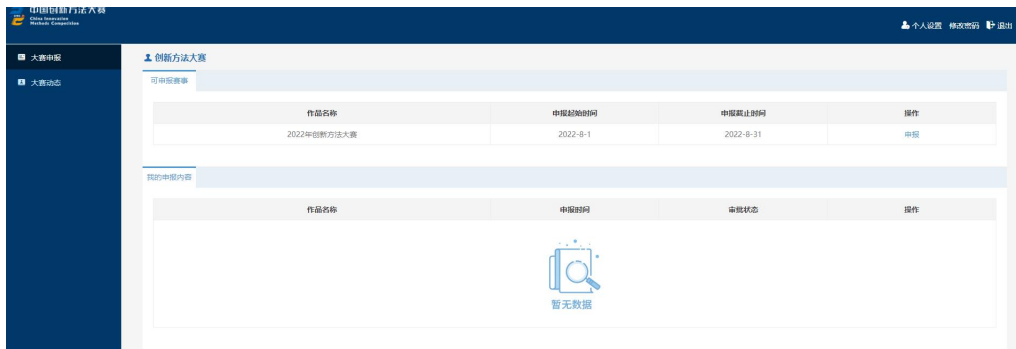 中国创新方法大赛
China Innovation
Methods Competition
个人设置 修改密码 退出
大赛申报
大赛动态
创新方法大赛
可申报赛事
作品名称 申报起始时间 申报截止时间 操作
2022年创新方法大赛 2022-8-1 2022-8-31 申报
我的申报内容
作品名称 申报时间 审批状态 操作
暂无数据